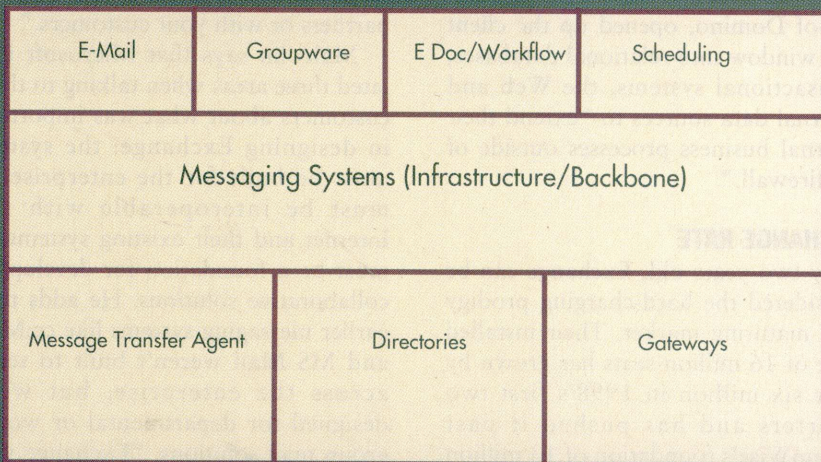 E-Mail
Groupware
E Doc/Workflow
Scheduling
Messaging Systems (Infrastructure/Backbone)
Message Transfer Agent
Directories
Gateways